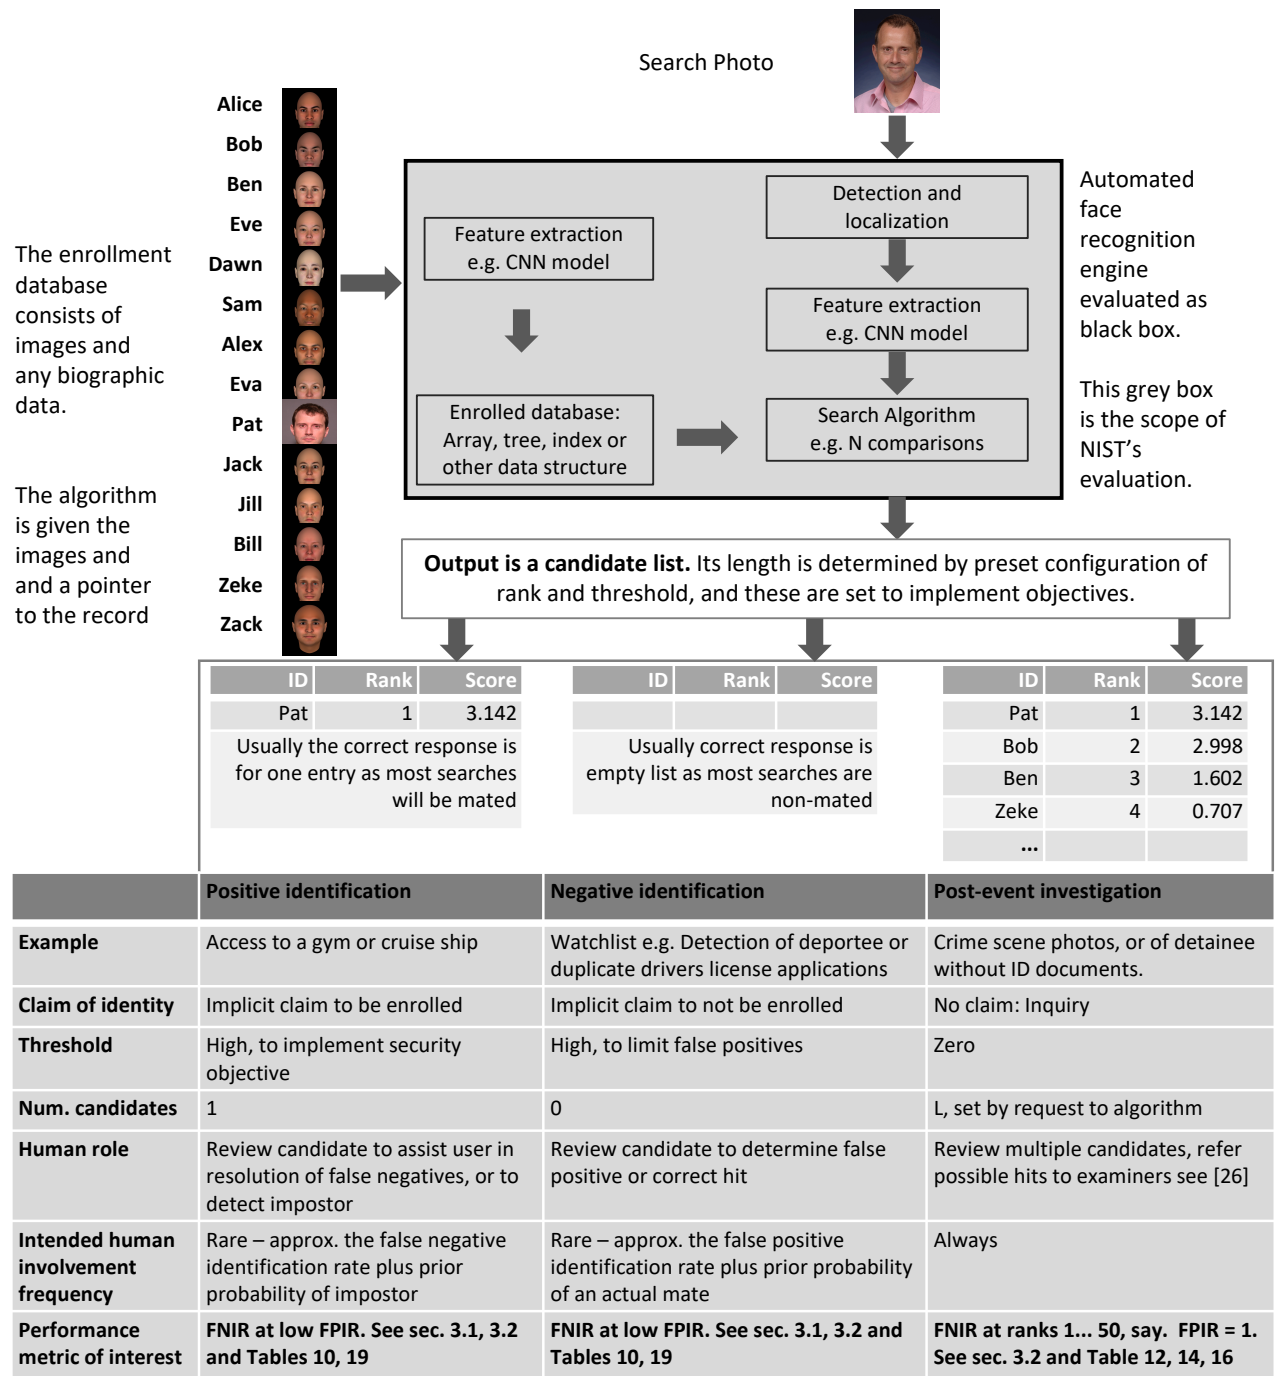 Search Photo
Alice
Bob
Ben
Eve
Dawn
Sam
Alex
Eva
Pat
Jack
Jill
Bill
Zeke
Zack
The enrollment
database
consists of
images and
any biographic
data.
The algorithm
is given the
images and
and a pointer
to the record
Feature extraction
e.g. CNN model
Enrolled database:
Array, tree, index or
other data structure
Detection and
localization
Feature extraction
e.g. CNN model
Search Algorithm
e.g. N comparisons
Automated
face
recognition
engine
evaluated as
black box.
This grey box
is the scope of
NIST's
evaluation.
Output is a candidate list. Its length is determined by preset configuration of
rank and threshold, and these are set to implement objectives.
ID Rank Score
Pat 1 3.142
Usually the correct response is
for one entry as most searches
will be mated
ID Rank Score
Usually correct response is
empty list as most searches are
non-mated
ID Rank Score
Pat 1 3.142
Bob 2 2.998
Ben 3 1.602
Zeke 4 0.707
...
Positive identification Negative identification Post-event investigation
Example
Access to a gym or cruise ship
Watchlist e.g. Detection of deportee or
duplicate drivers license applications
Crime scene photos, or of detainee
without ID documents.
Claim of identity
Implicit claim to be enrolled
Implicit claim to not be enrolled
No claim: Inquiry
Threshold
High, to implement security
objective
High, to limit false positives
Zero
Num. candidates
1
0
L, set by request to algorithm
Human role
Review candidate to assist user in
resolution of false negatives, or to
detect impostor
Review candidate to determine false
positive or correct hit
Review multiple candidates, refer
possible hits to examiners see [26]
Intended human
involvement
frequency
Rare – approx. the false negative
identification rate plus prior
probability of impostor
Rare – approx. the false positive
identification rate plus prior probability
of an actual mate
Always
Performance
metric of interest
FNIR at low FPIR. See sec. 3.1, 3.2
and Tables 10, 19
FNIR at low FPIR. See sec. 3.1, 3.2 and
Tables 10, 19
FNIR at ranks 1... 50, say. FPIR = 1.
See sec. 3.2 and Table 12, 14, 16